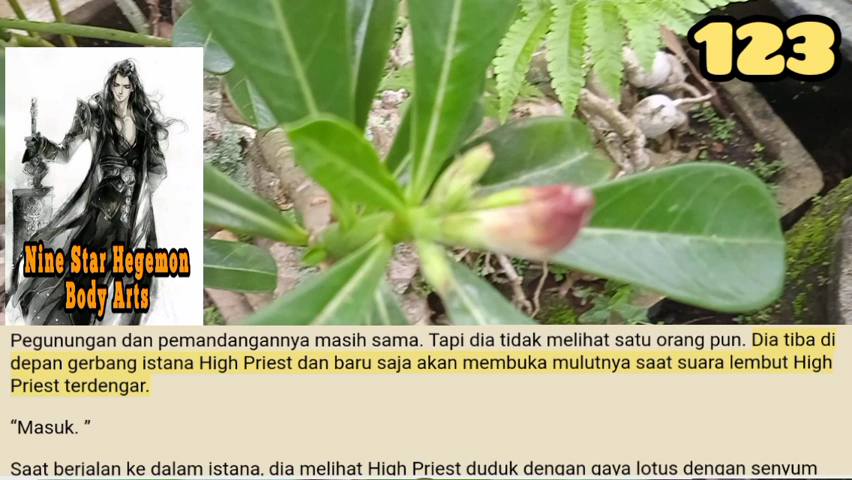 123
Nine Star Hegemon
Body Arts
Pegunungan dan pemandangannya masih sama. Tapi dia tidak melihat satu orang pun. Dia tiba di
depan gerbang istana High Priest dan baru saja akan membuka mulutnya saat suara lembut High
Priest terdengar.
“Masuk. ”
Saat berjalan ke dalam istana, dia melihat High Priest duduk dengan gaya lotus dengan senyum